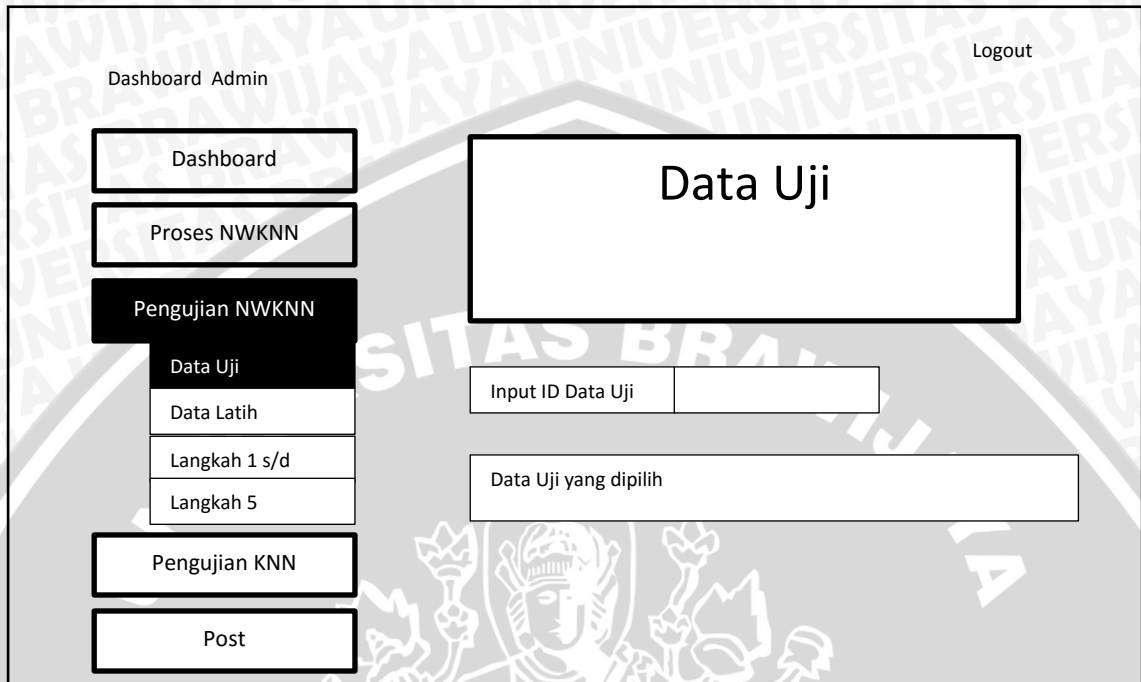 Logout
Dashboard Admin
Dashboard
Proses NWKNN
Pengujian NWKNN
Data Uji
Data Latih
Langkah 1 s/d
Langkah 5
Pengujian KNN
Post
Data Uji
Input ID Data Uji
Data Uji yang dipilih